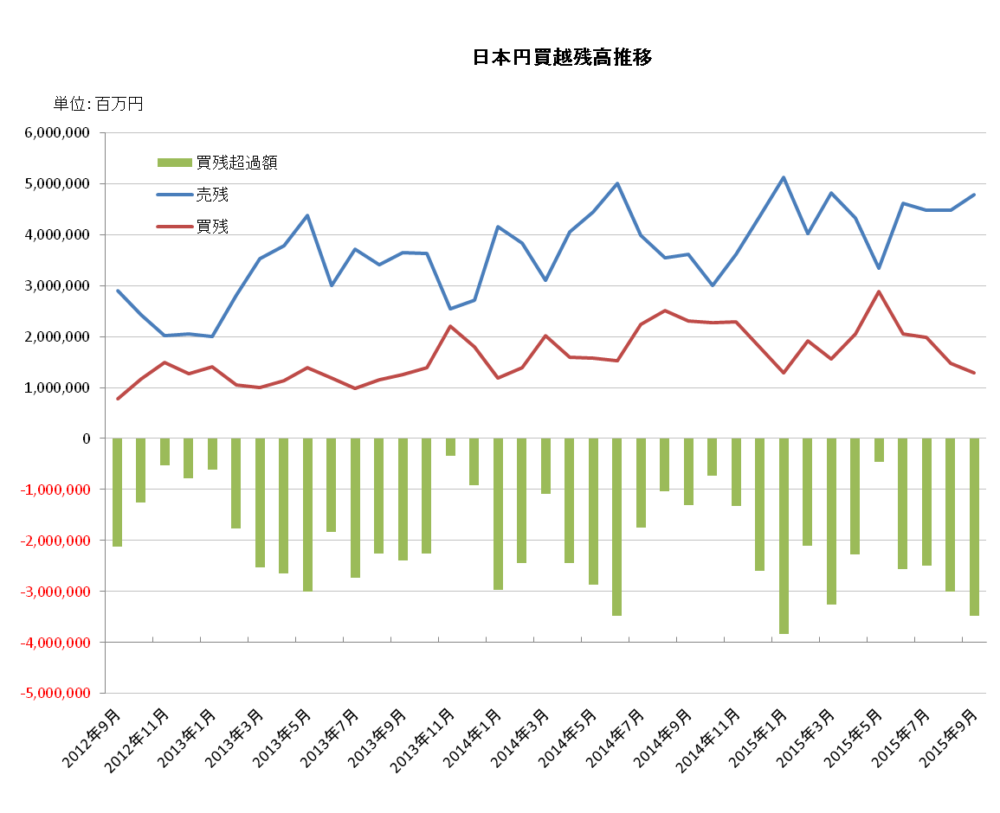 日本円買越残高推移
単位：百万円
6,000,000
5,000,000
4,000,000
3,000,000
2,000,000
1,000,000
0
-1,000,000
-2,000,000
-3,000,000
-4,000,000
-5,000,000
買残超過額
売残
買残
2012年9月
2012年11月
2013年1月
2013年3月
2013年5月
2013年7月
2013年9月
2013年11月
2014年1月
2014年3月
2014年5月
2014年7月
2014年9月
2014年11月
2015年1月
2015年3月
2015年5月
2015年7月
2015年9月